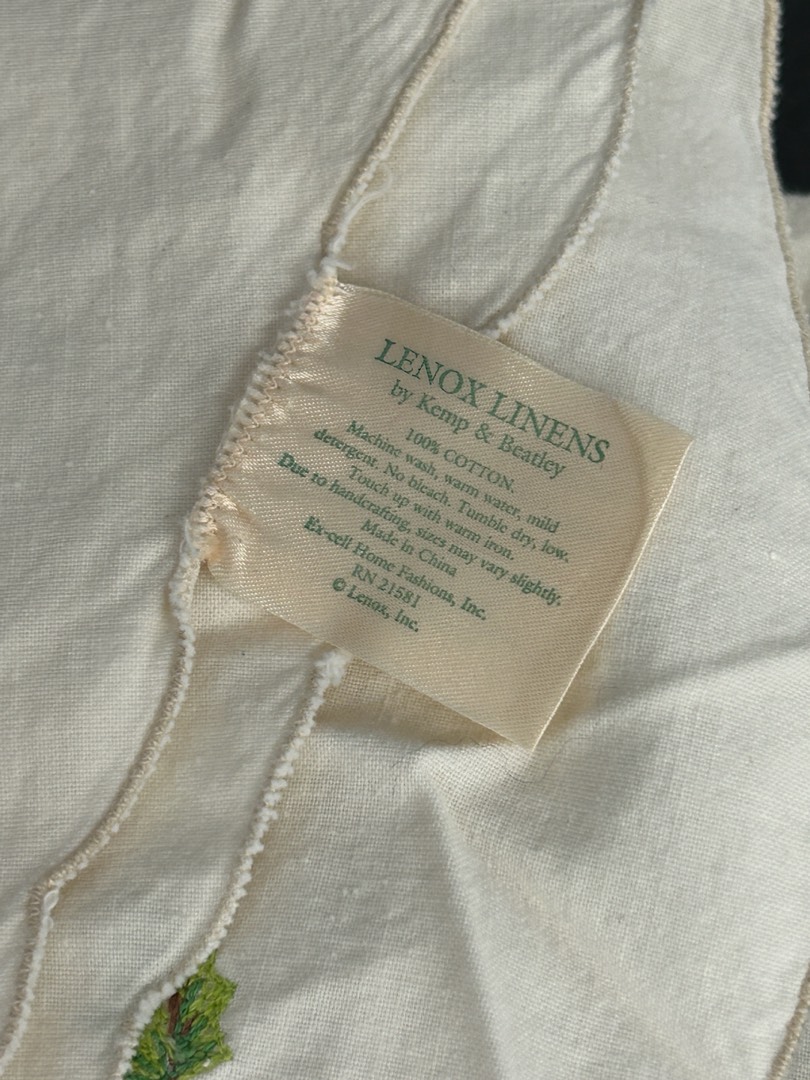 LENOX LINENS
by Kemp & Beatley
100% COTTON.
Machine wash, warm water, mild
detergent. No bleach. Tumble dry, low.
Touch up with warm iron.
Due to handcrafting, sizes may vary slightly.
Made in China
Ex-cell Home Fashions, Inc.
RN 21581
© Lenox, Inc.